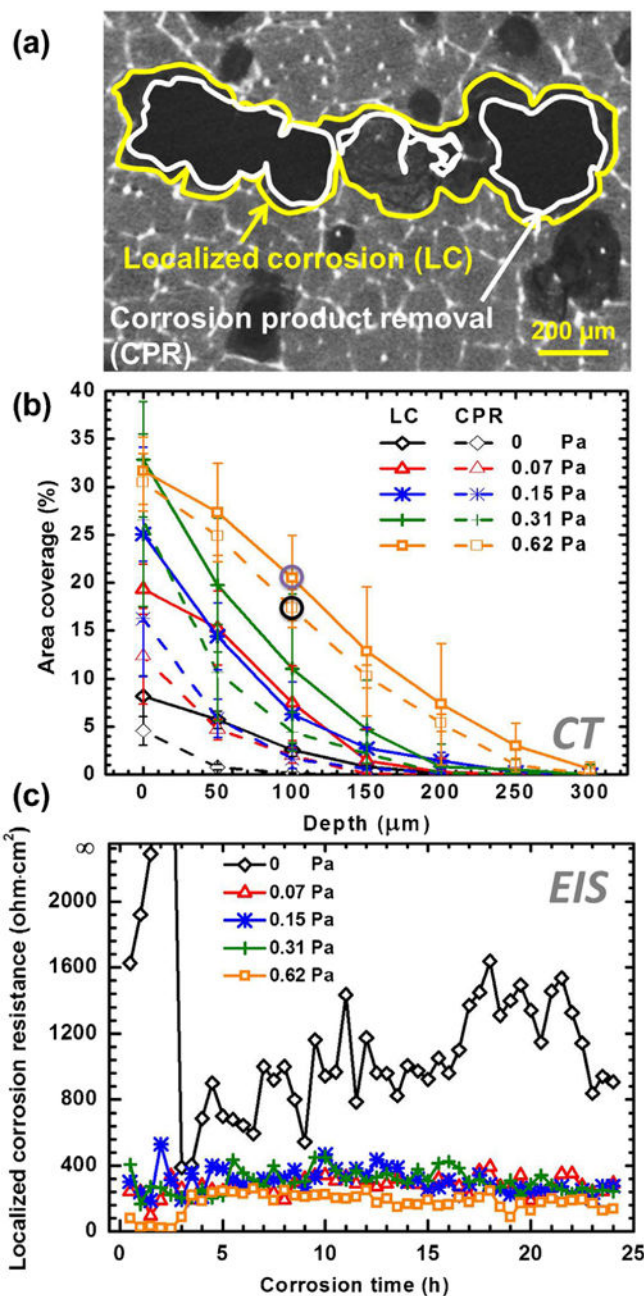 (a)
Localized corrosion (LC)
Corrosion product removal
(CPR)
200 µm
(b)
40
35
30
25
20
15
10
5
0
Area coverage (%)
LC CPR
0 Pa
0.07 Pa
0.15 Pa
0.31 Pa
0.62 Pa
CT
0 50 100 150 200 250 300
Depth (µm)
(c)
∞
2000
1600
1200
800
400
0
Localized corrosion resistance (ohm·cm²)
0 Pa
0.07 Pa
0.15 Pa
0.31 Pa
0.62 Pa
EIS
0 5 10 15 20 25
Corrosion time (h)